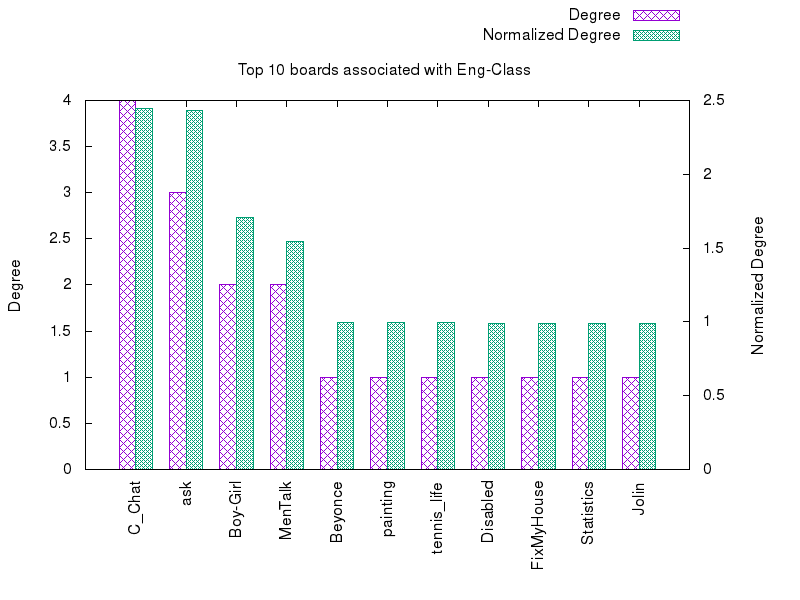 Degree
Normalized Degree
Top 10 boards associated with Eng-Class
4
3.5
3
2.5
2
1.5
1
0.5
0
2.5
2
1.5
1
0.5
0
Degree
Normalized Degree
C_Chat
ask
Boy-Girl
MenTalk
Beyonce
painting
tennis_life
Disabled
FixMyHouse
Statistics
Jolin